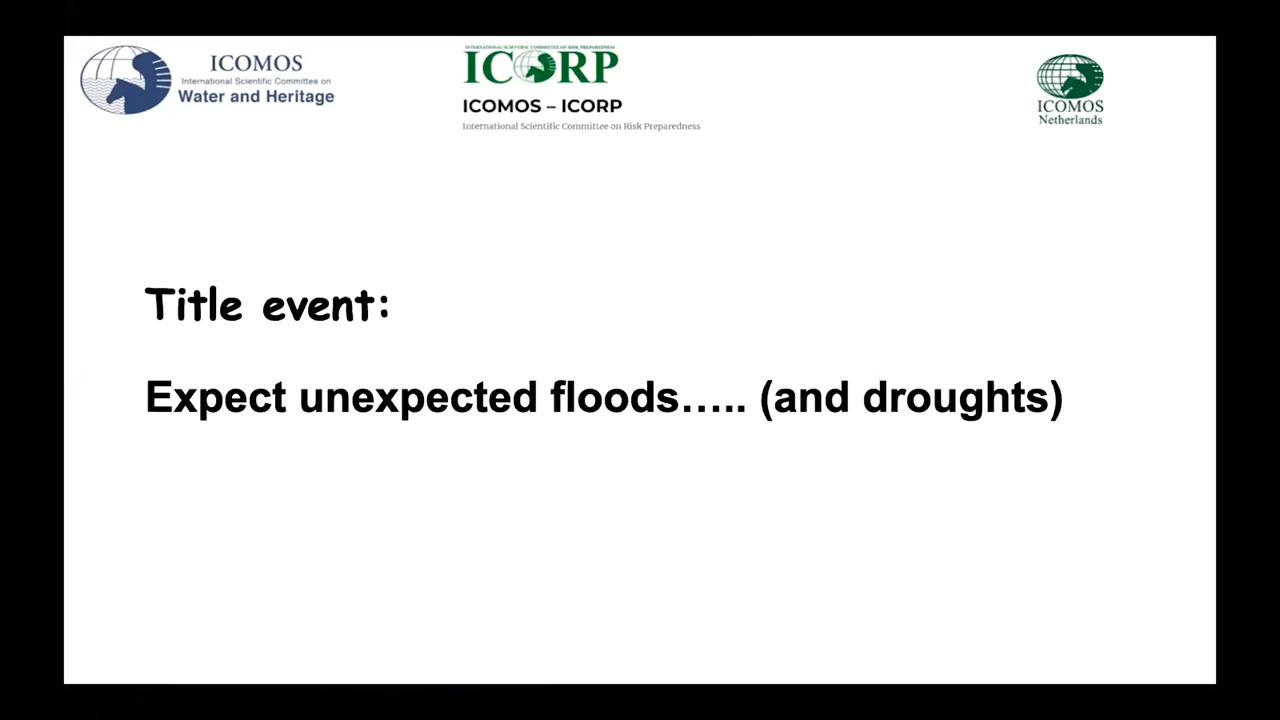 ICOMOS
International Scientific Committee on
Water and Heritage
INTERNATIONAL SCIENTIFIC COMMITTEE ON RISK PREPAREDNESS
ICORP
ICOMOS – ICORP
International Scientific Committee on Risk Preparedness
ICOMOS
Netherlands
Title event:
Expect unexpected floods….. (and droughts)